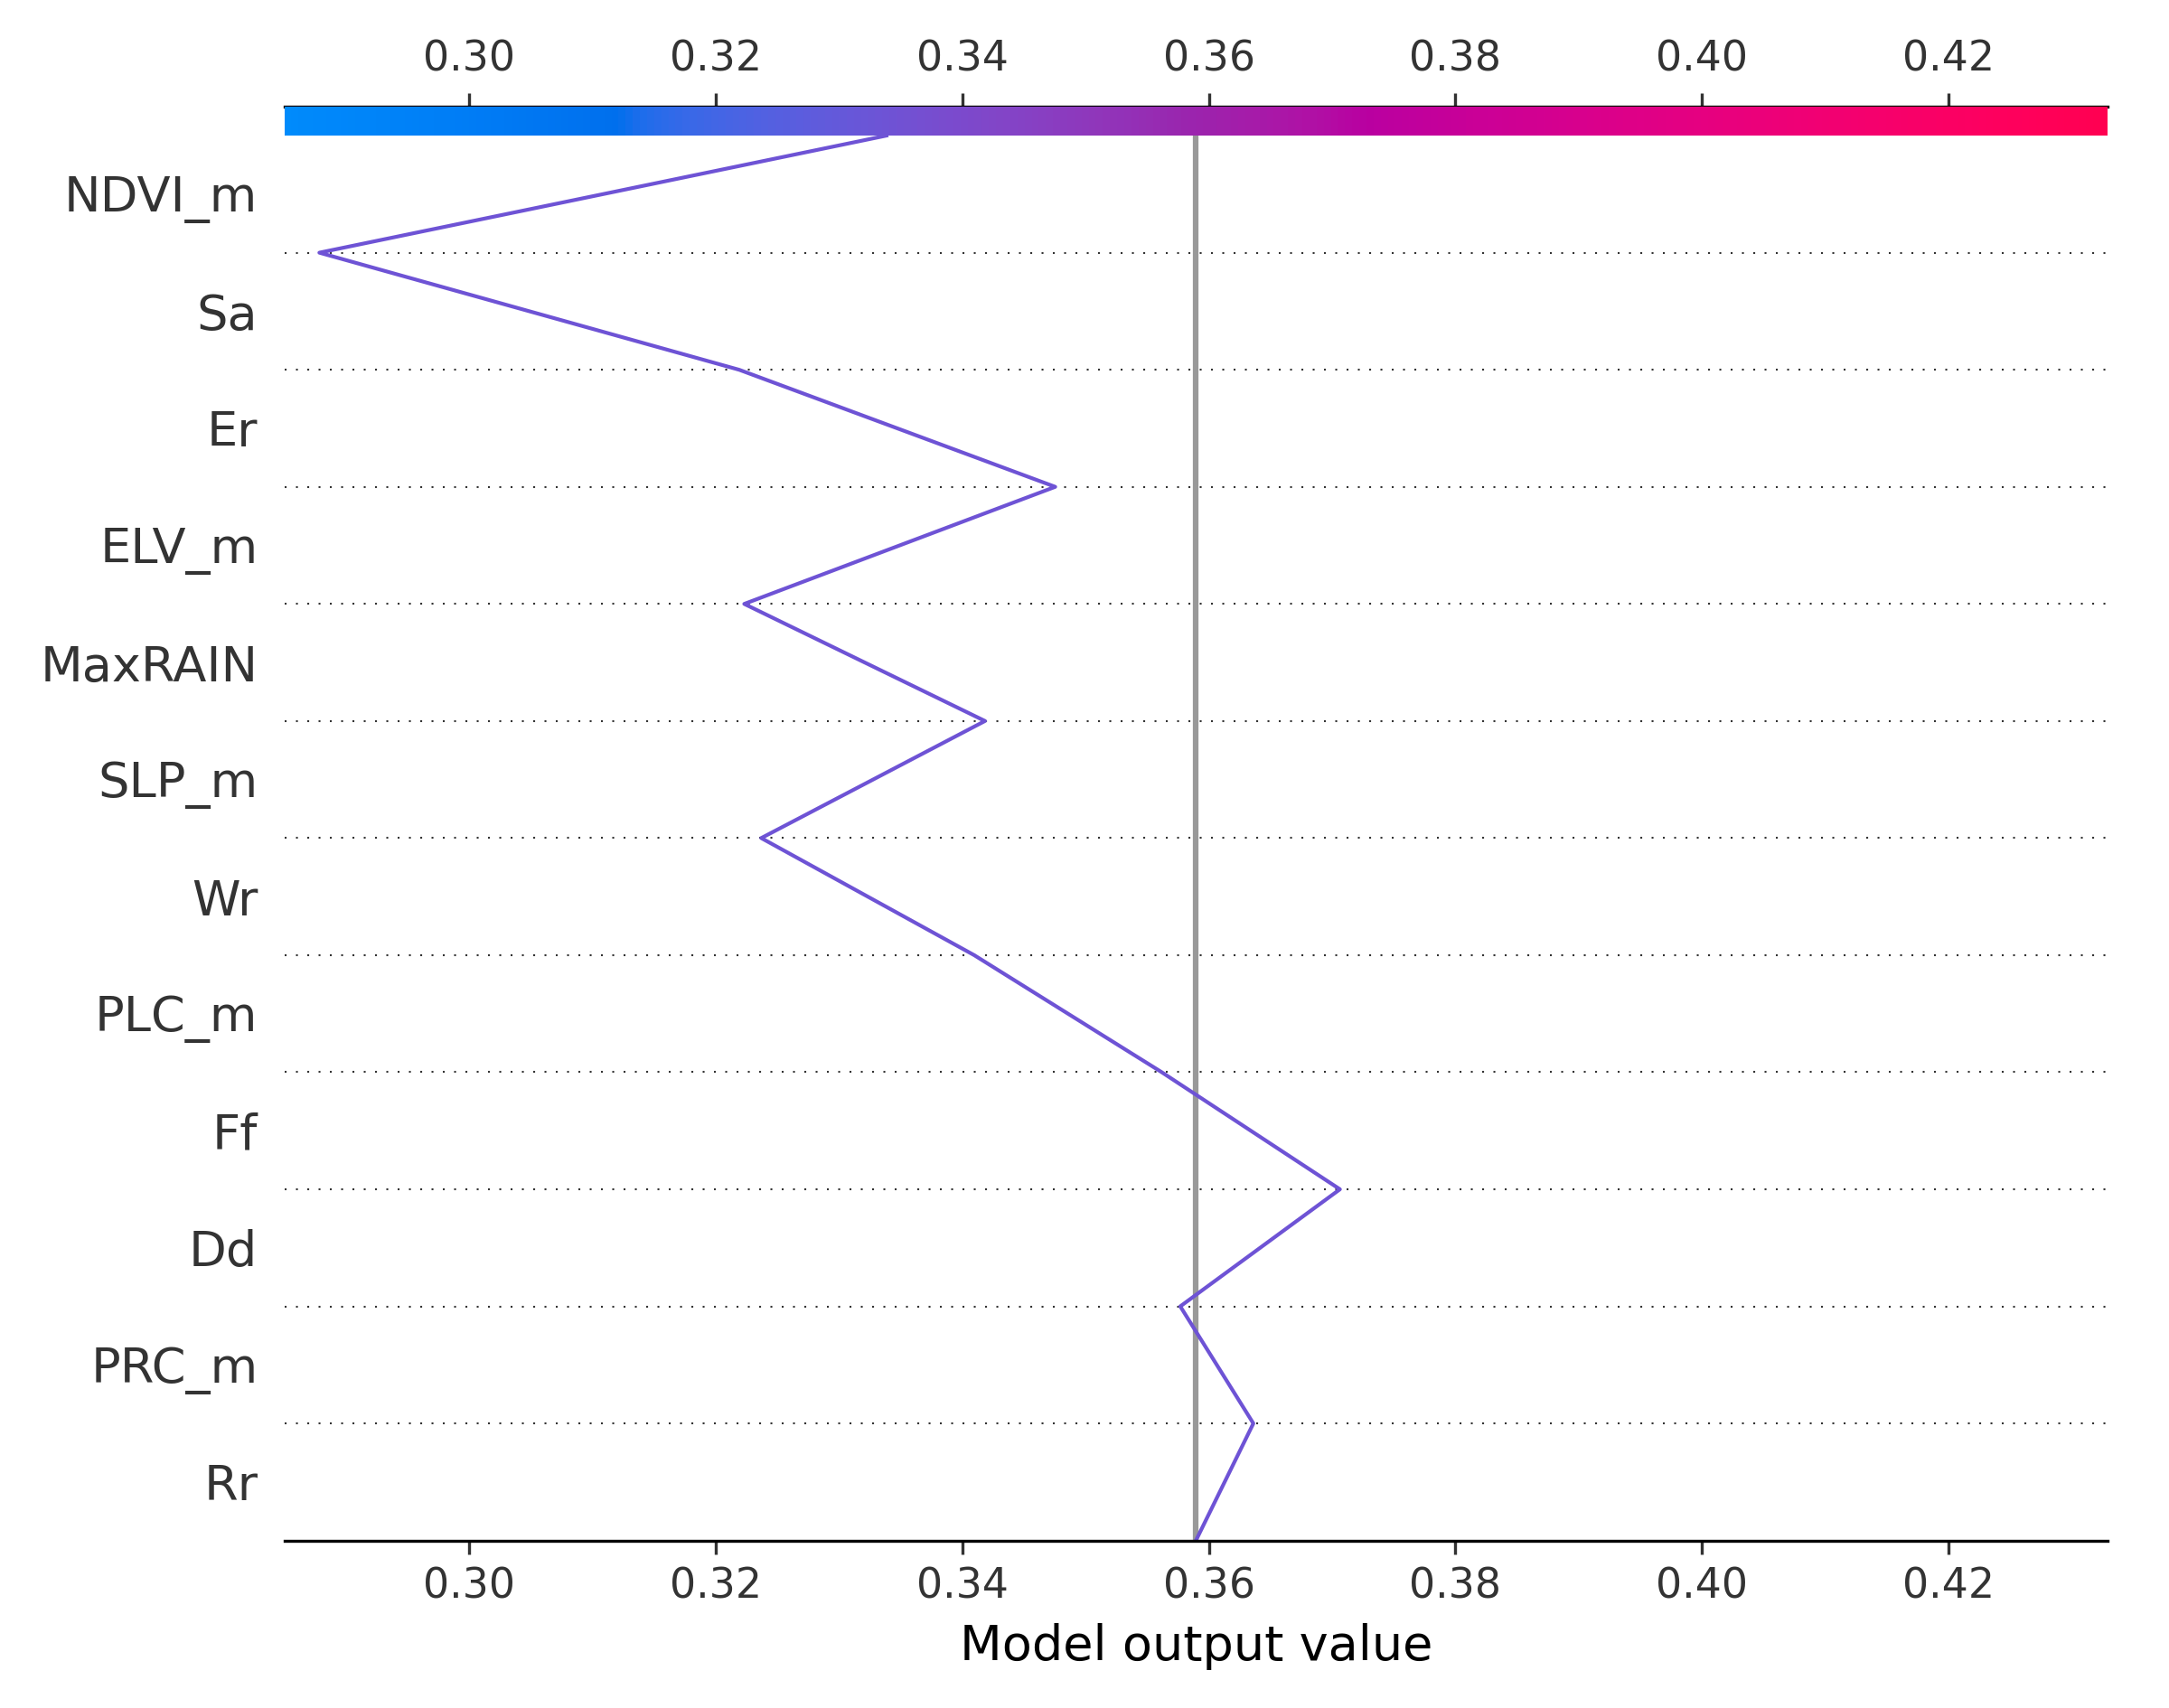 0.30 0.32 0.34 0.36 0.38 0.40 0.42
NDVI_m
Sa
Er
ELV_m
MaxRAIN
SLP_m
Wr
PLC_m
Ff
Dd
PRC_m
Rr
0.30 0.32 0.34 0.36 0.38 0.40 0.42
Model output value